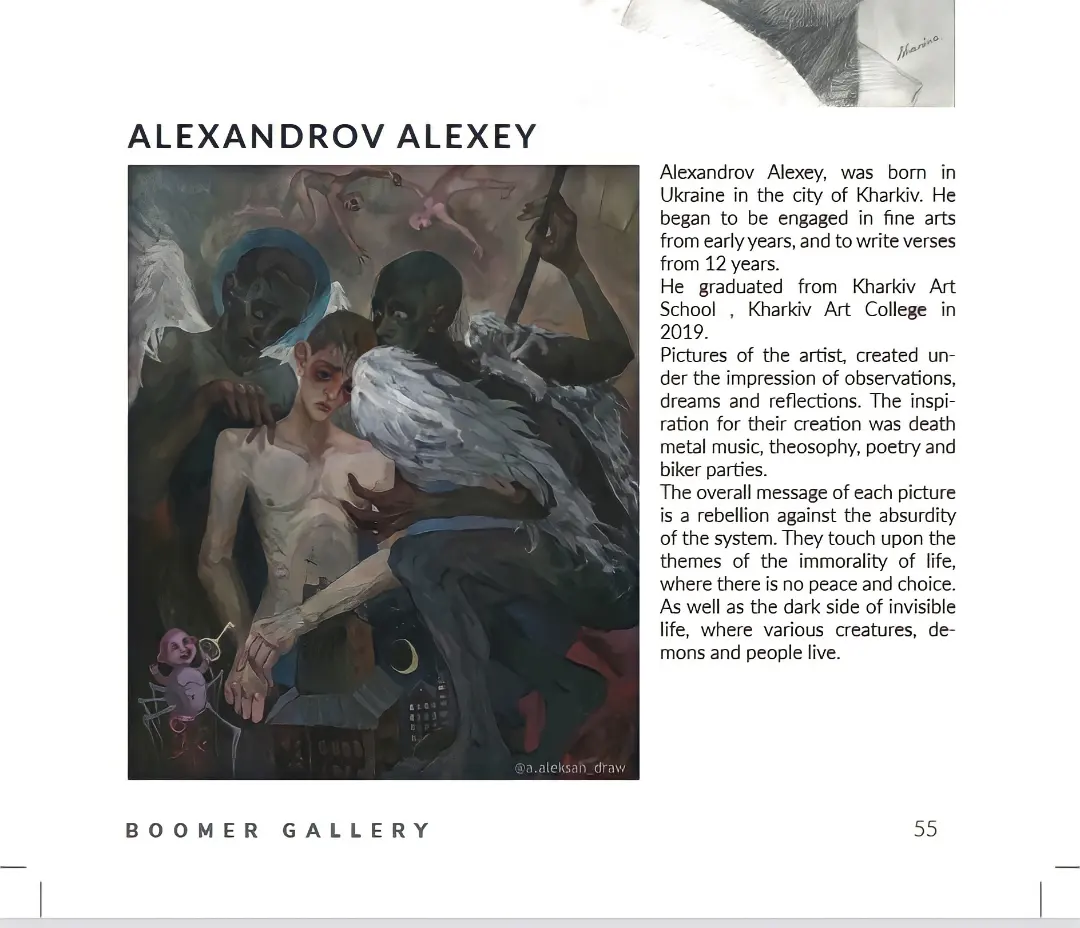 ALEXANDROV ALEXEY
Alexandrov Alexey, was born in
Ukraine in the city of Kharkiv. He
began to be engaged in fine arts
from early years, and to write verses
from 12 years.
He graduated from Kharkiv Art
School , Kharkiv Art College in
2019.
Pictures of the artist, created un-
der the impression of observations,
dreams and reflections. The inspi-
ration for their creation was death
metal music, theosophy, poetry and
biker parties.
The overall message of each picture
is a rebellion against the absurdity
of the system. They touch upon the
themes of the immorality of life,
where there is no peace and choice.
As well as the dark side of invisible
life, where various creatures, de-
mons and people live.
@a.aleksan_draw
BOOMER GALLERY
55